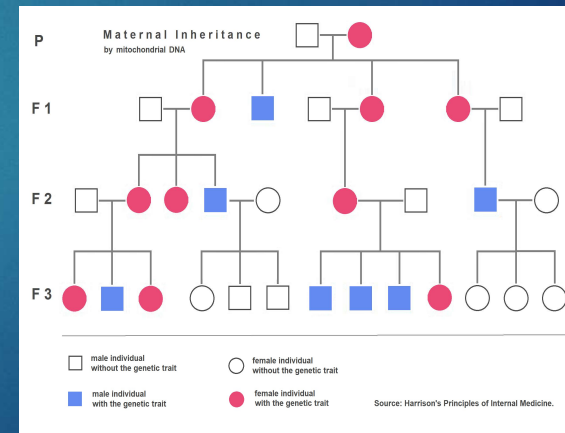 P
Maternal Inheritance
by mitochondrial DNA
F 1
F 2
F 3
male individual
without the genetic trait
female individual
without the genetic trait
male individual
with the genetic trait
female individual
with the genetic trait
Source: Harrison's Principles of Internal Medicine.